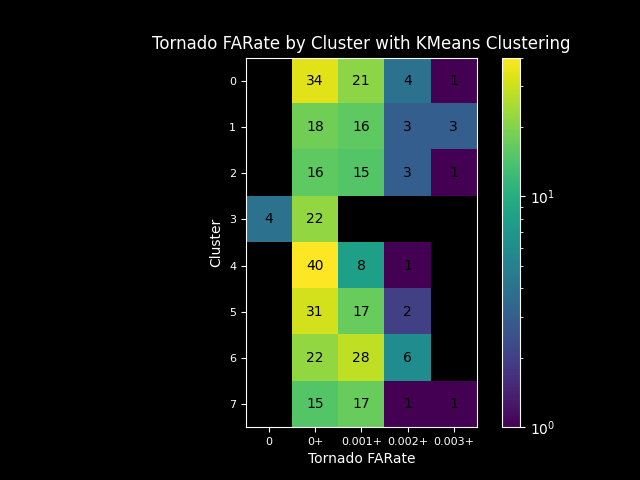 Tornado FARate by Cluster with KMeans Clustering
0 34 21 4 1
1 18 16 3 3
2 16 15 3 1
3 4 22
4 40 8 1
5 31 17 2
6 22 28 6
7 15 17 1 1
0 0+ 0.001+ 0.002+ 0.003+
Tornado FARate
Cluster
10¹
10⁰